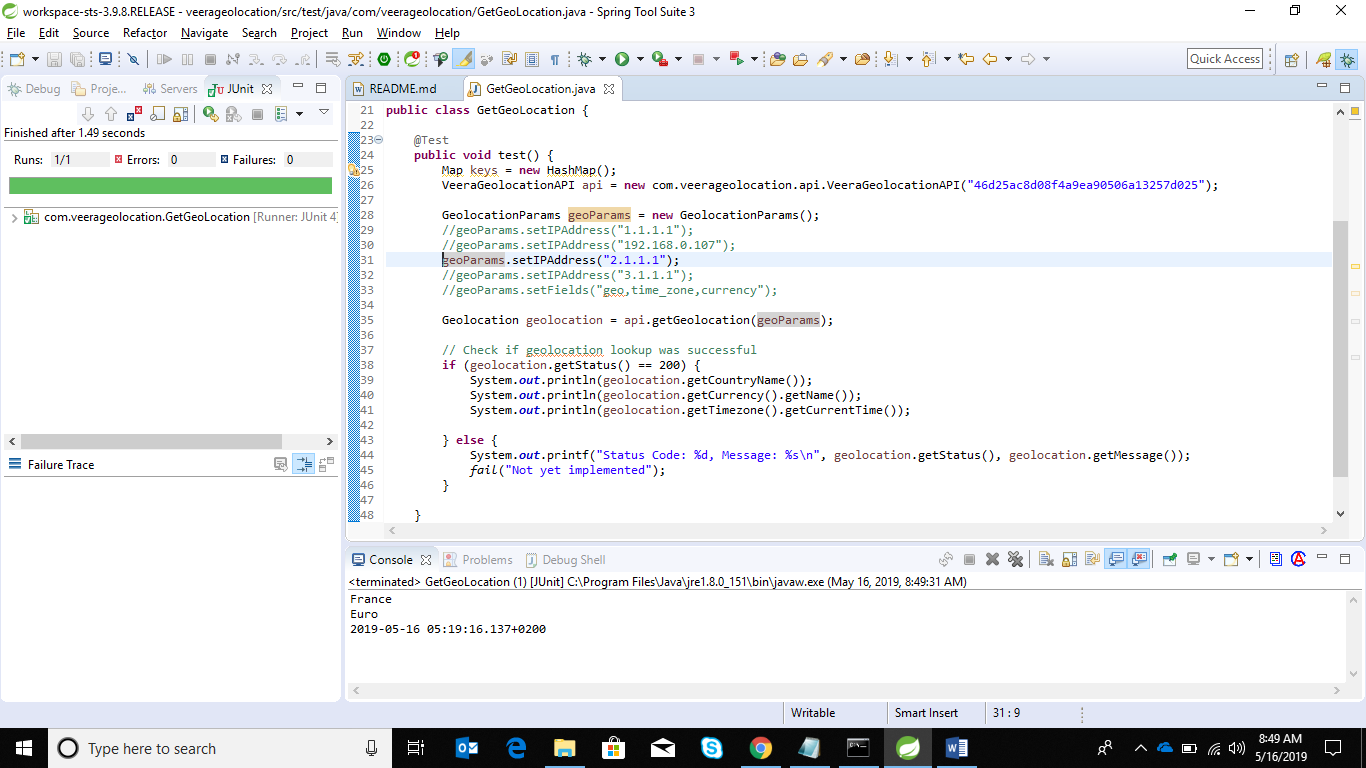 workspace-sts-3.9.8.RELEASE - veerageolocation/src/test/java/com/veerageolocation/GetGeoLocation.java - Spring Tool Suite 3
File Edit Source Refactor Navigate Search Project Run Window Help
Quick Access
Debug Proje... Servers JUnit
Finished after 1.49 seconds
Runs: 1/1 Errors: 0 Failures: 0
com.veerageolocation.GetGeoLocation [Runner: JUnit 4]
Failure Trace
README.md GetGeoLocation.java
21 public class GetGeoLocation {
22
23 @Test
24 public void test() {
25 Map keys = new HashMap();
26 VeeraGeolocationAPI api = new com.veerageolocation.api.VeeraGeolocationAPI("46d25ac8d08f4a9ea90506a13257d025");
27
28 GeolocationParams geoParams = new GeolocationParams();
29 //geoParams.setIPAddress("1.1.1.1");
30 //geoParams.setIPAddress("192.168.0.107");
31 geoParams.setIPAddress("2.1.1.1");
32 //geoParams.setIPAddress("3.1.1.1");
33 //geoParams.setFields("geo,time_zone,currency");
34
35 Geolocation geolocation = api.getGeolocation(geoParams);
36
37 // Check if geolocation lookup was successful
38 if (geolocation.getStatus() == 200) {
39 System.out.println(geolocation.getCountryName());
40 System.out.println(geolocation.getCurrency().getName());
41 System.out.println(geolocation.getTimezone().getCurrentTime());
42
43 } else {
44 System.out.printf("Status Code: %d, Message: %s\n", geolocation.getStatus(), geolocation.getMessage());
45 fail("Not yet implemented");
46 }
47
48 }
Console Problems Debug Shell
<terminated> GetGeoLocation (1) [JUnit] C:\Program Files\Java\jre1.8.0_151\bin\javaw.exe (May 16, 2019, 8:49:31 AM)
France
Euro
2019-05-16 05:19:16.137+0200
Writable Smart Insert 31 : 9
Type here to search
8:49 AM
5/16/2019